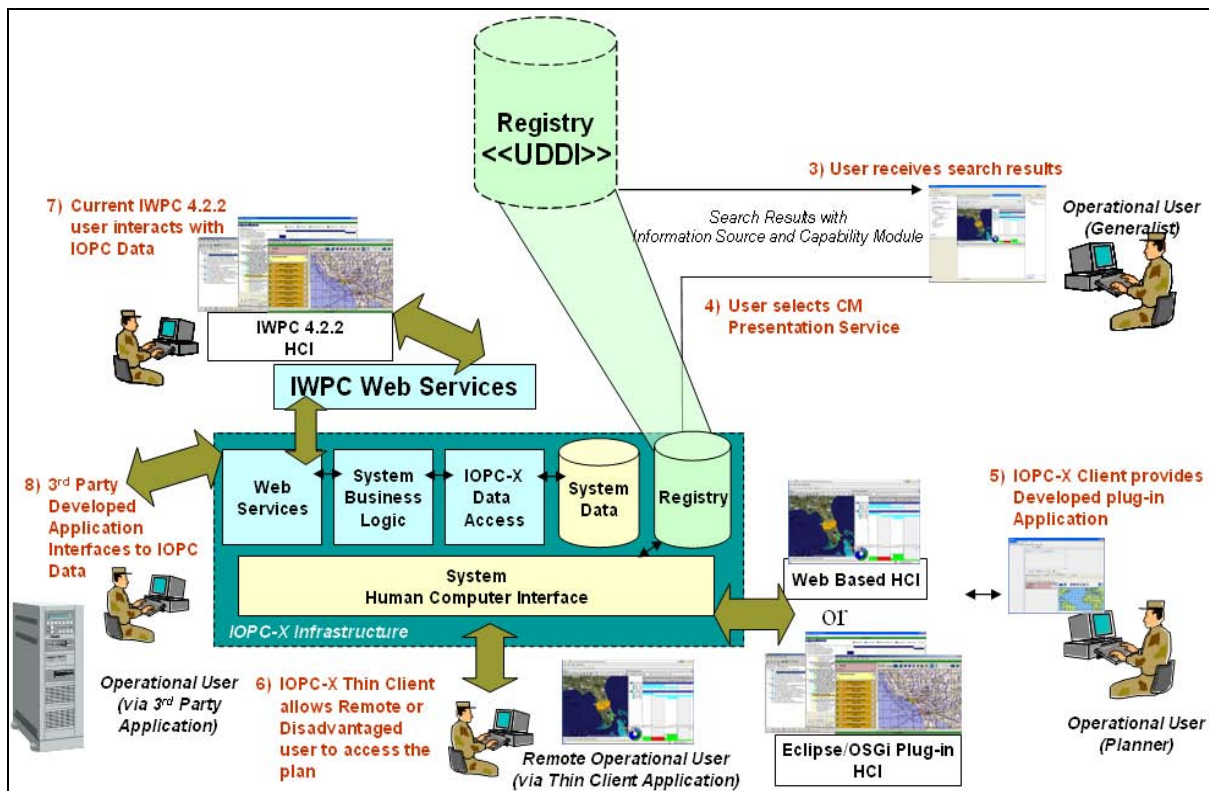 Registry
<<UDDI>>
3) User receives search results
Search Results with
Information Source and Capability Module
Operational User
(Generalist)
4) User selects CM
Presentation Service
7) Current IWPC 4.2.2
user interacts with
IOPC Data
IWPC 4.2.2
HCI
IWPC Web Services
8) 3rd Party
Developed
Application
Interfaces to IOPC
Data
Web
Services
System
Business
Logic
IOPC-X
Data
Access
System
Data
Registry
System
Human Computer Interface
IOPC-X Infrastructure
5) IOPC-X Client provides
Developed plug-in
Application
Web Based HCI
or
Eclipse/OSGi Plug-in
HCI
Operational User
(Planner)
Operational User
(via 3rd Party
Application)
6) IOPC-X Thin Client
allows Remote or
Disadvantaged
user to access the
plan
Remote Operational User
(via Thin Client Application)